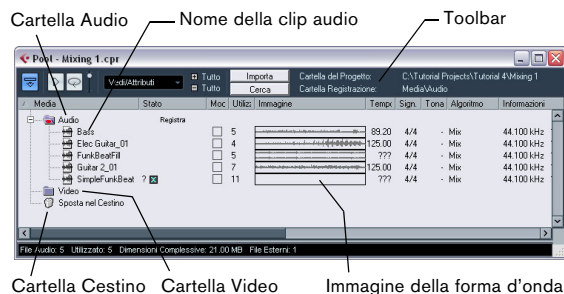 Cartella Audio
Nome della clip audio
Toolbar
Pool - Mixing 1.cpr
Vedi/Attributi
Tutto
Tutto
Importa
Cerca
Cartella del Progetto: C:\Tutorial Projects\Tutorial 4\Mixing 1
Cartella Registrazione: Media\Audio
Media Stato Moc Utiliz: Immagine Tempo Sign. Tona Algoritmo Informazioni
Audio Registra
Bass 5 89.20 4/4 - Mix 44.100 kHz
Elec Guitar_01 4 125.00 4/4 - Mix 44.100 kHz
FunkBeatFill 5 ??? 4/4 - Mix 44.100 kHz
Guitar 2_01 7 125.00 4/4 - Mix 44.100 kHz
SimpleFunkBeat ? X 11 ??? 4/4 - Mix 44.100 kHz
Video
Sposta nel Cestino
File Audio: 5 Utilizzato: 5 Dimensioni Complessive: 21.00 MB File Esterni: 1
Cartella Cestino
Cartella Video
Immagine della forma d'onda